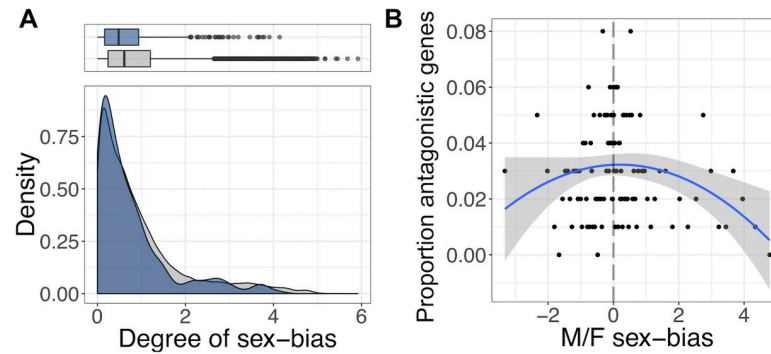 A
Density
0.75
0.50
0.25
0.00
0
2
4
6
Degree of sex−bias
B
Proportion antagonistic genes
0.08
0.06
0.04
0.02
0.00
−2
0
2
4
M/F sex−bias